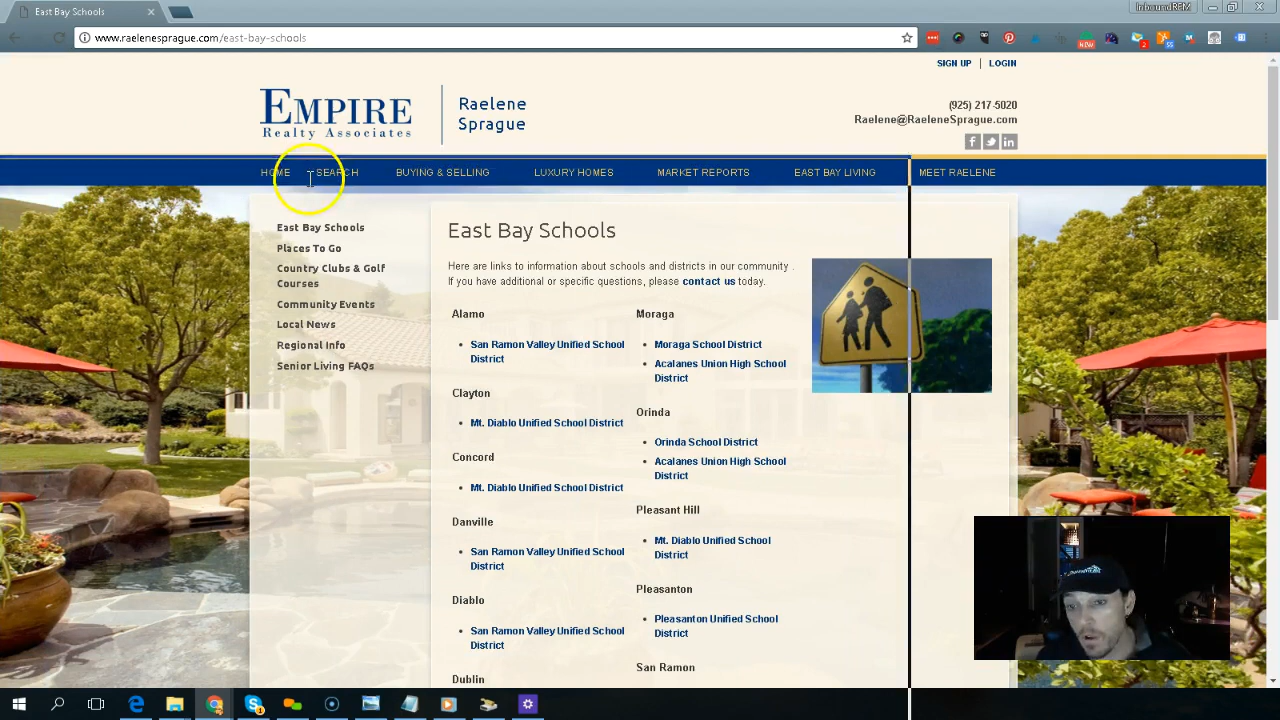 East Bay Schools
InboundREM
www.raelenesprague.com/east-bay-schools
SIGN UP | LOGIN
EMPIRE
Realty Associates
Raelene
Sprague
(925) 217-5020
Raelene@RaeleneSprague.com
HOME SEARCH BUYING & SELLING LUXURY HOMES MARKET REPORTS EAST BAY LIVING MEET RAELENE
East Bay Schools
Places To Go
Country Clubs & Golf
Courses
Community Events
Local News
Regional Info
Senior Living FAQs
East Bay Schools
Here are links to information about schools and districts in our community .
If you have additional or specific questions, please contact us today.
Alamo
San Ramon Valley Unified School
District
Clayton
Mt. Diablo Unified School District
Concord
Mt. Diablo Unified School District
Danville
San Ramon Valley Unified School
District
Diablo
San Ramon Valley Unified School
District
Dublin
Moraga
Moraga School District
Acalanes Union High School
District
Orinda
Orinda School District
Acalanes Union High School
District
Pleasant Hill
Mt. Diablo Unified School
District
Pleasanton
Pleasanton Unified School
District
San Ramon